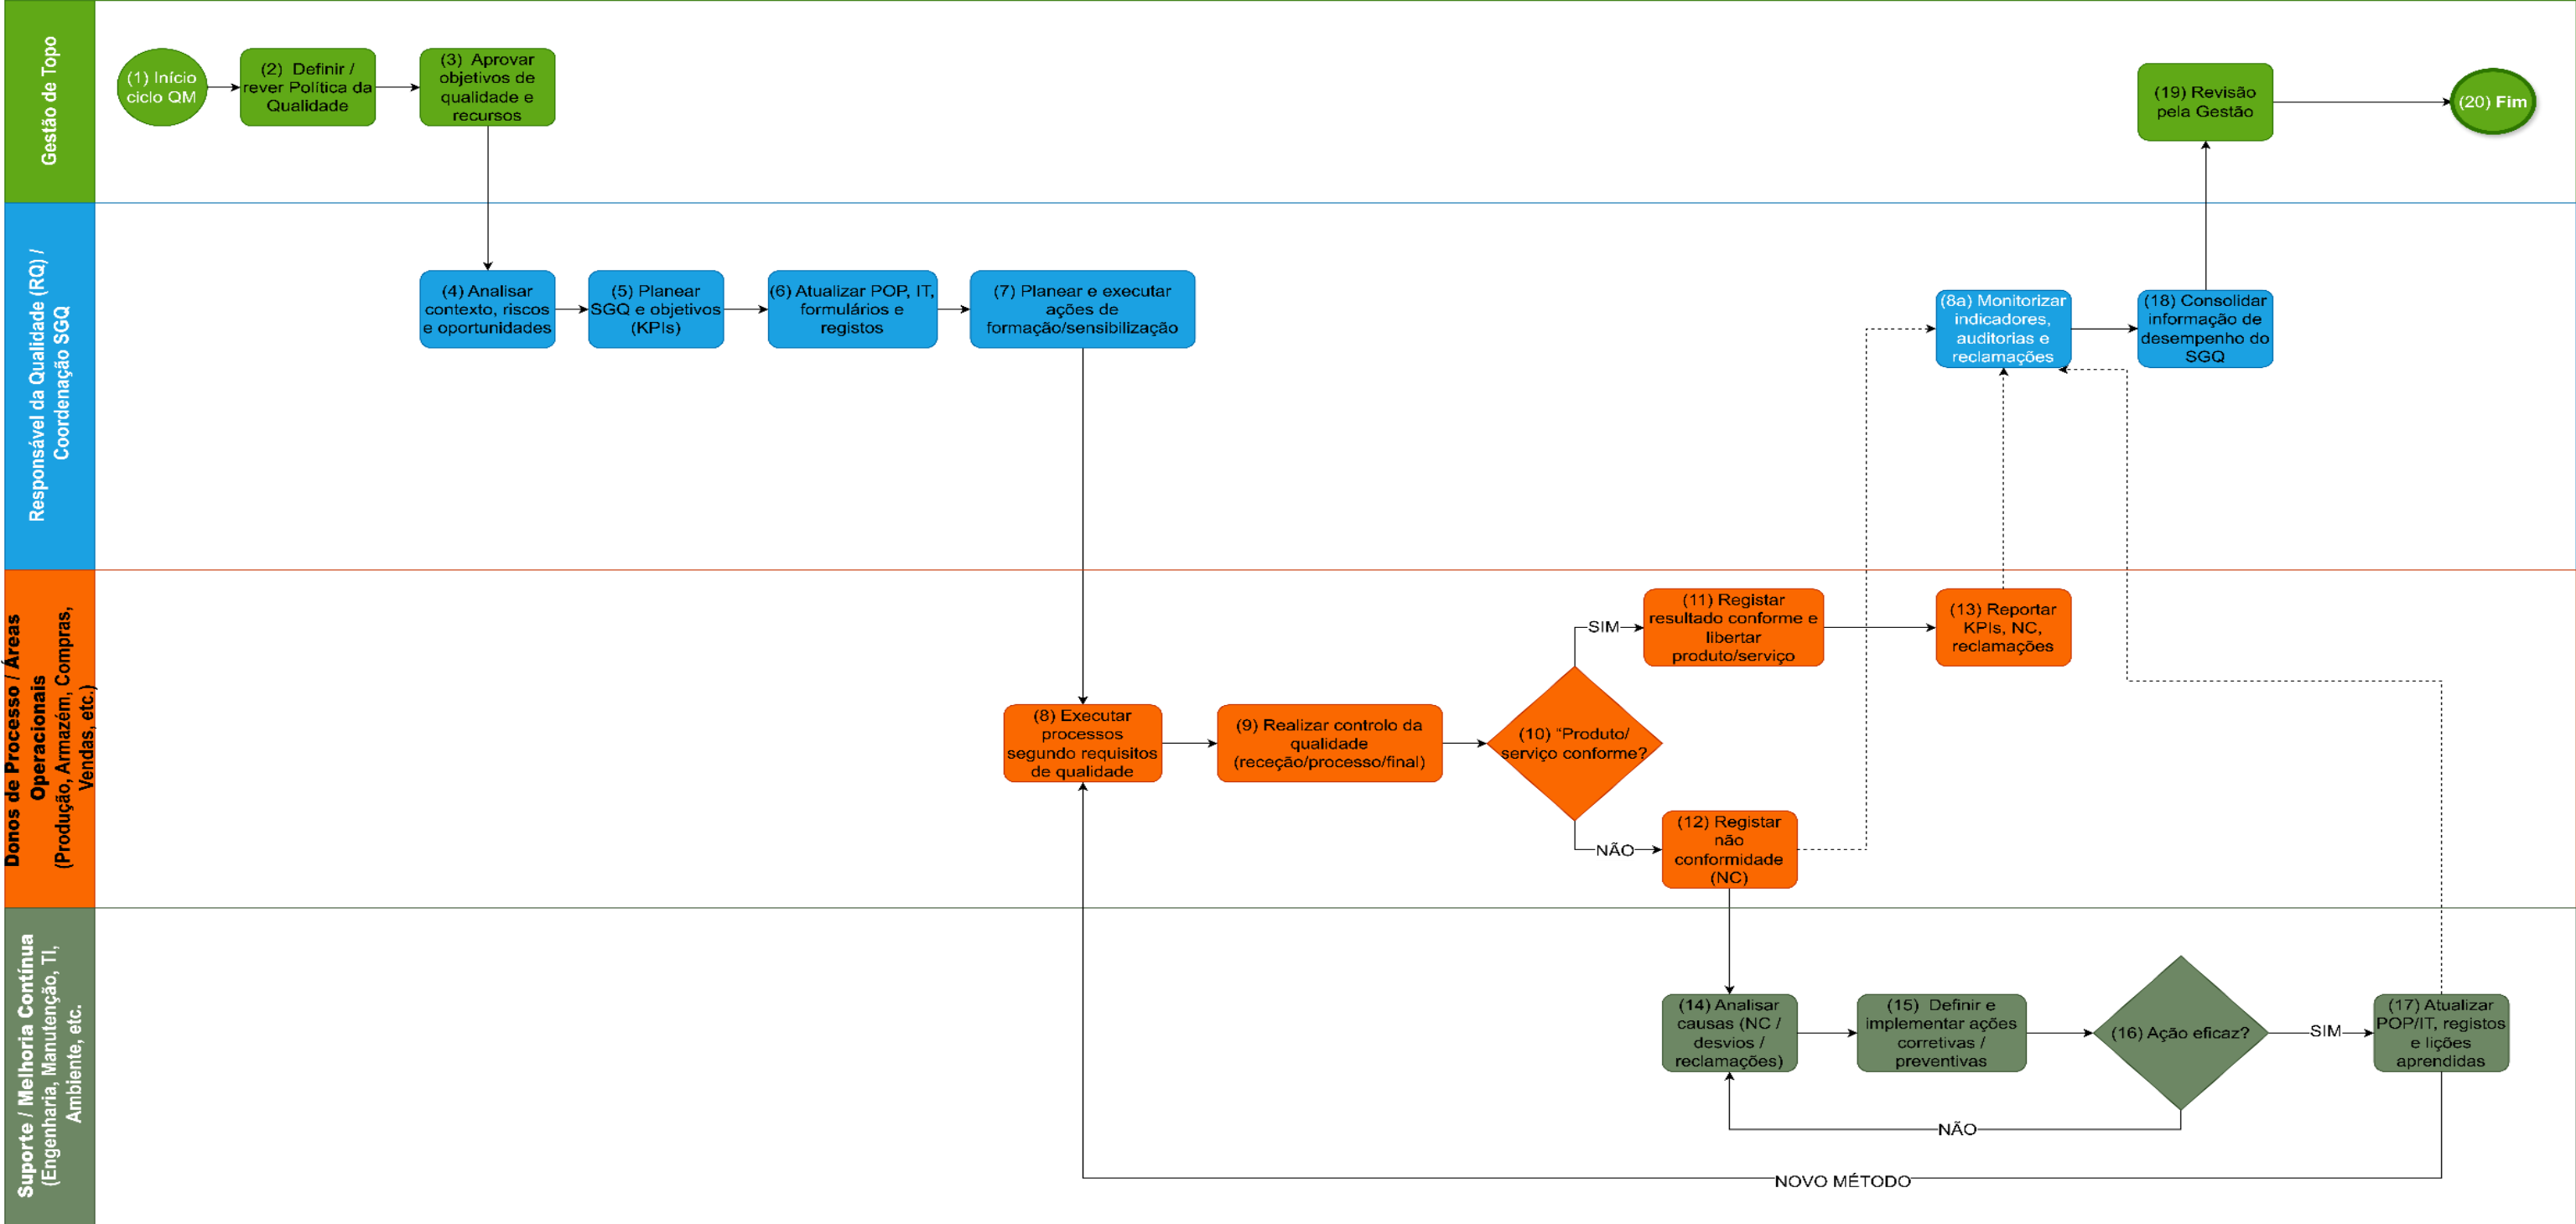 Gestão de Topo
(1) Início
ciclo QM
(2) Definir /
rever Política da
Qualidade
(3) Aprovar
objetivos de
qualidade e
recursos
(19) Revisão
pela Gestão
(20) Fim
Responsável da Qualidade (RQ) /
Coordenação SGQ
(4) Analisar
contexto, riscos
e oportunidades
(5) Planear
SGQ e objetivos
(KPIs)
(6) Atualizar POP, IT,
formulários e
registos
(7) Planear e executar
ações de
formação/sensibilização
(8a) Monitorizar
indicadores,
auditorias e
reclamações
(18) Consolidar
informação de
desempenho do
SGQ
Donos de Processo / Áreas
Operacionais
(Produção, Armazém, Compras,
Vendas, etc.)
(8) Executar
processos
segundo requisitos
de qualidade
(9) Realizar controlo da
qualidade
(receção/processo/final)
(10) “Produto/
serviço conforme?
SIM
(11) Registar
resultado conforme e
libertar
produto/serviço
(13) Reportar
KPIs, NC,
reclamações
NÃO
(12) Registar
não
conformidade
(NC)
Suporte / Melhoria Contínua
(Engenharia, Manutenção, TI,
Ambiente, etc.
(14) Analisar
causas (NC /
desvios /
reclamações)
(15) Definir e
implementar ações
corretivas /
preventivas
(16) Ação eficaz?
SIM
(17) Atualizar
POP/IT, registos
e lições
aprendidas
NÃO
NOVO MÉTODO